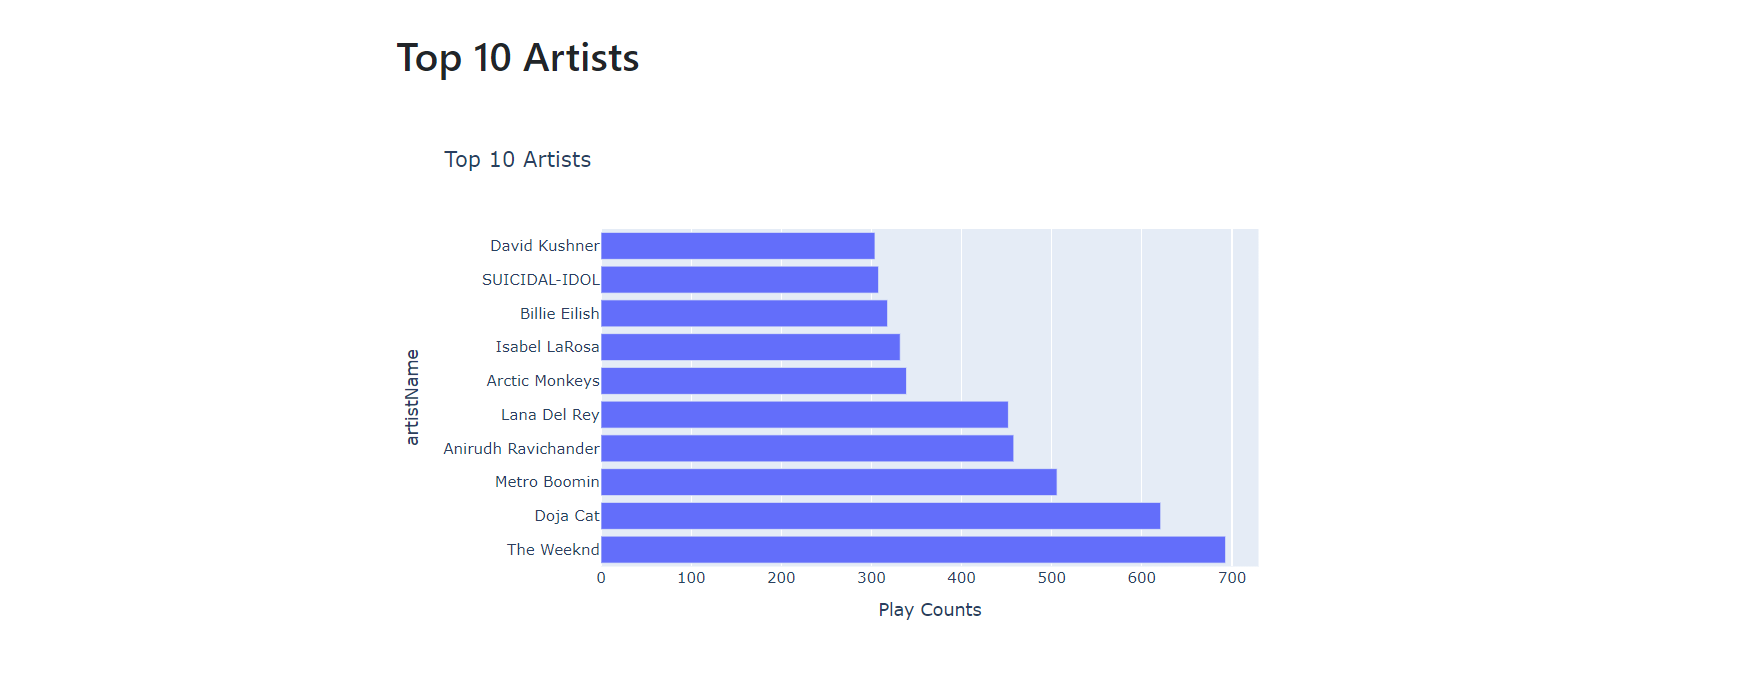 Top 10 Artists
Top 10 Artists
artistName
David Kushner
SUICIDAL-IDOL
Billie Eilish
Isabel LaRosa
Arctic Monkeys
Lana Del Rey
Anirudh Ravichander
Metro Boomin
Doja Cat
The Weeknd
0 100 200 300 400 500 600 700
Play Counts